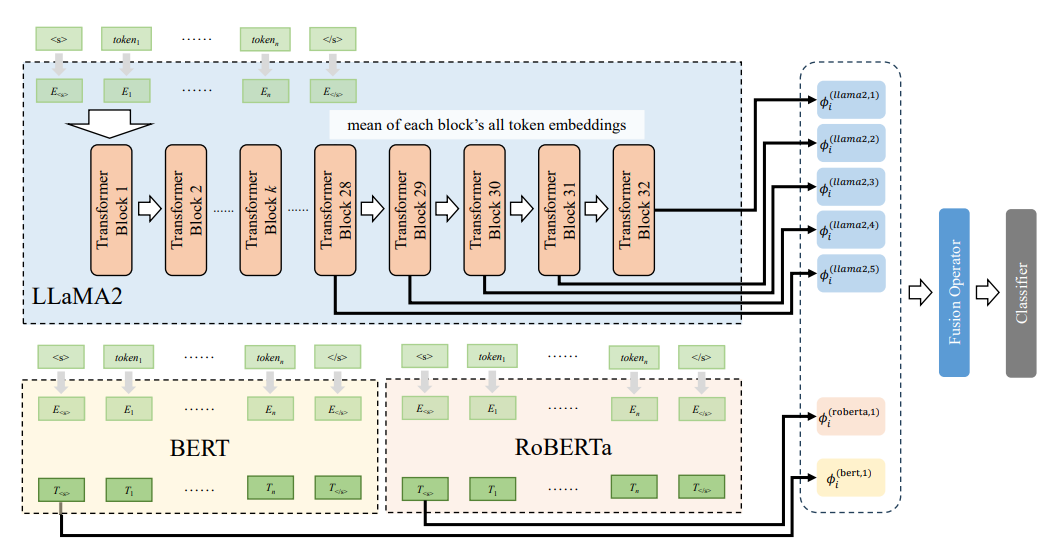 <s> token1 ...... tokenn </s>
E<s> E1 ...... En E</s>
mean of each block's all token embeddings
Transformer Block 1
Transformer Block 2
......
Transformer Block k
......
Transformer Block 28
Transformer Block 29
Transformer Block 30
Transformer Block 31
Transformer Block 32
LLaMA2
ϕi(llama2,1)
ϕi(llama2,2)
ϕi(llama2,3)
ϕi(llama2,4)
ϕi(llama2,5)
Fusion Operator
Classifier
<s> token1 ...... tokenn </s>
E<s> E1 ...... En E</s>
BERT
T<s> T1 ...... Tn T</s>
<s> token1 ...... tokenn </s>
E<s> E1 ...... En E</s>
RoBERTa
T<s> T1 ...... Tn T</s>
ϕi(roberta,1)
ϕi(bert,1)